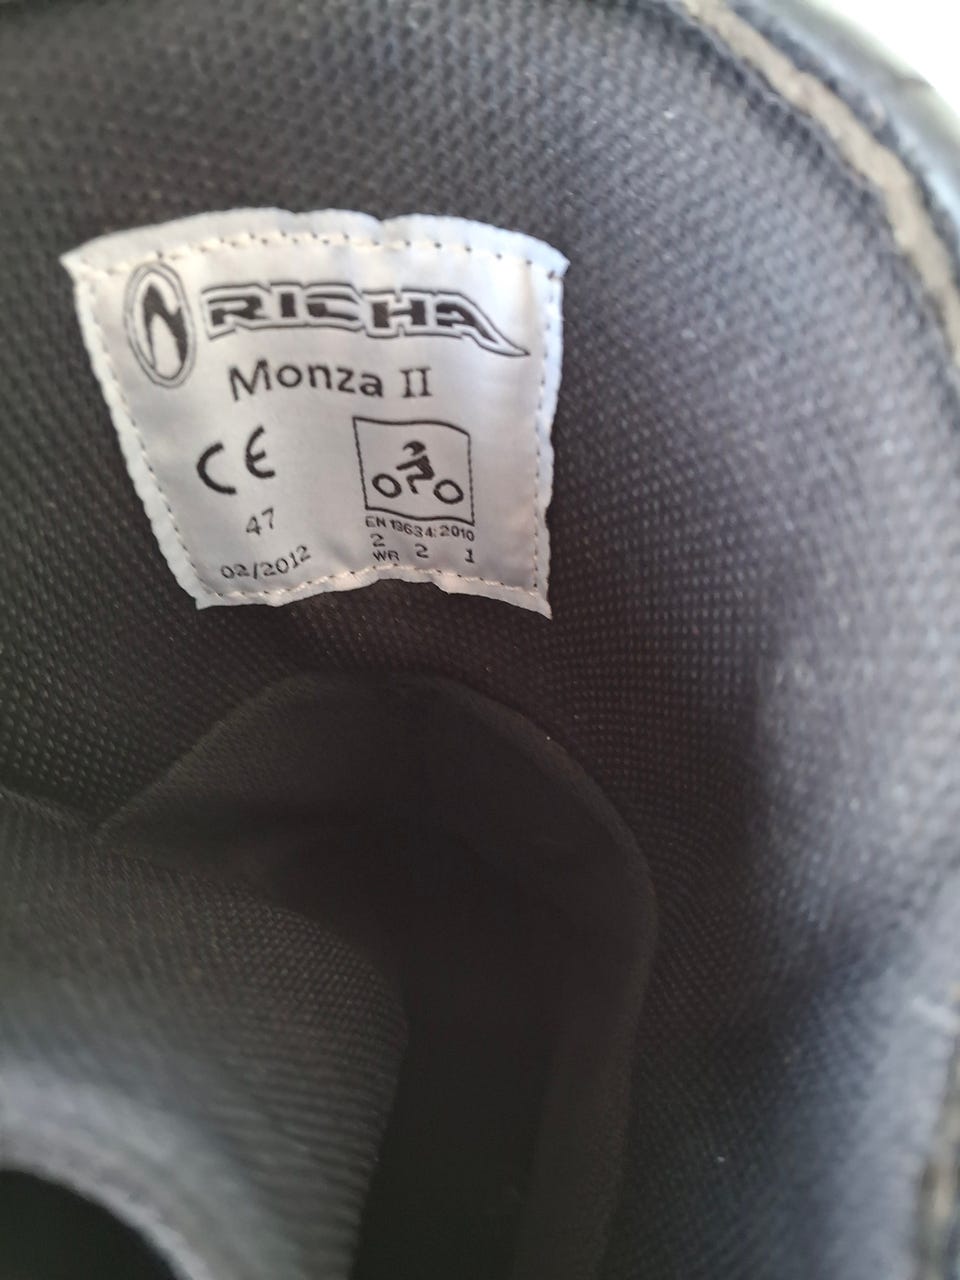 RICHA
Monza II
CE
47
02/2012
EN 13634:2010
2 2 1
WR